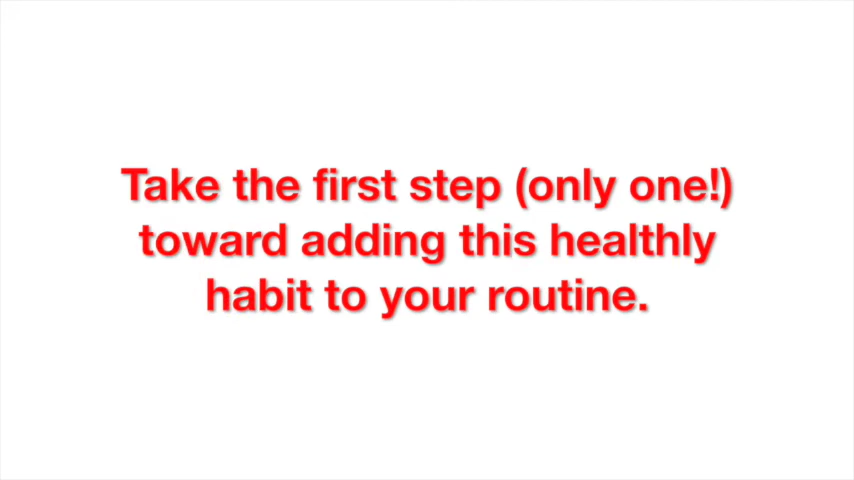 Take the first step (only one!)
toward adding this healthly
habit to your routine.